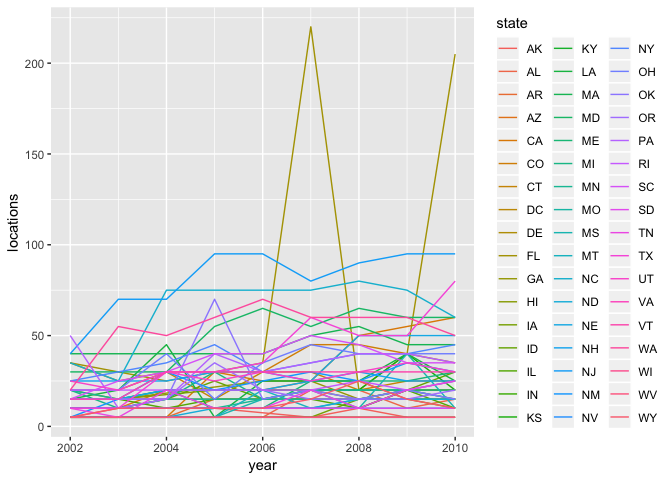 state
AK KY NY
AL LA OH
AR MA OK
AZ MD OR
CA ME PA
CO MI RI
CT MN SC
DC MO SD
DE MS TN
FL MT TX
GA NC UT
HI ND VA
IA NE VT
ID NH WA
IL NJ WI
IN NM WV
KS NV WY
200
150
100
50
0
locations
2002 2004 2006 2008 2010
year